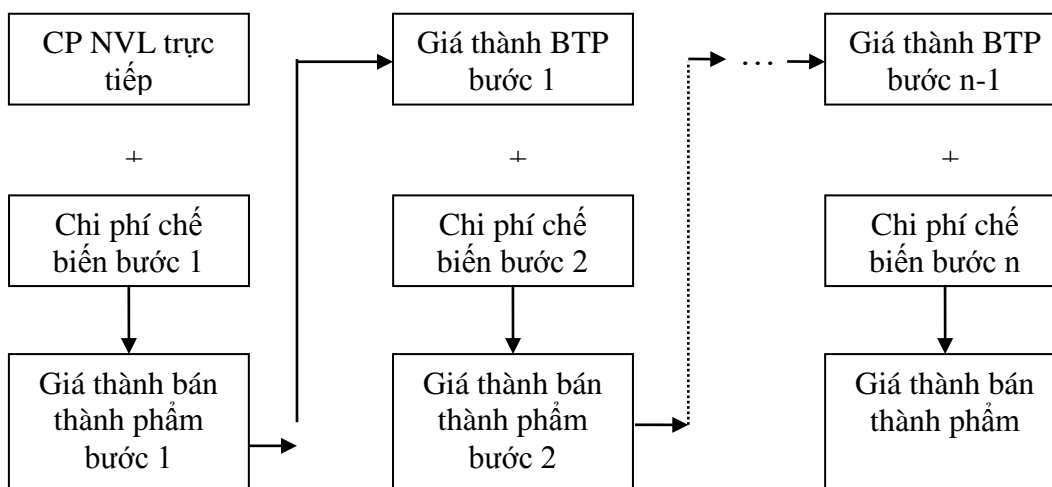 CP NVL trực
tiếp
+
Chi phí chế
biến bước 1
Giá thành bán
thành phẩm
bước 1
Giá thành BTP
bước 1
+
Chi phí chế
biến bước 2
Giá thành bán
thành phẩm
bước 2
...
Giá thành BTP
bước n-1
+
Chi phí chế
biến bước n
Giá thành bán
thành phẩm